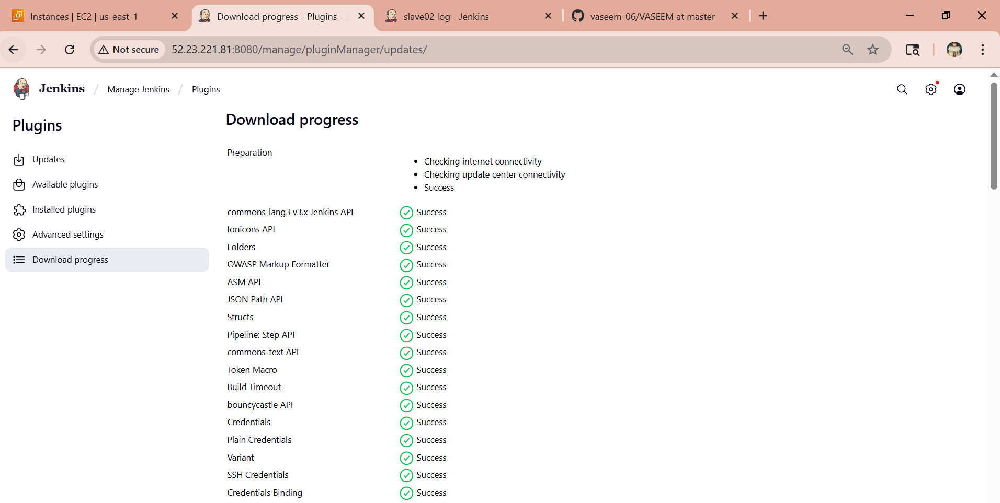 Instances | EC2 | us-east-1
Download progress - Plugins -
slave02 log - Jenkins
vaseem-06/VASEEM at master
Not secure
52.23.221.81:8080/manage/pluginManager/updates/
Jenkins / Manage Jenkins / Plugins
Plugins
Updates
Available plugins
Installed plugins
Advanced settings
Download progress
Download progress
Preparation
• Checking internet connectivity
• Checking update center connectivity
• Success
commons-lang3 v3.x Jenkins API Success
Ionicons API Success
Folders Success
OWASP Markup Formatter Success
ASM API Success
JSON Path API Success
Structs Success
Pipeline: Step API Success
commons-text API Success
Token Macro Success
Build Timeout Success
bouncycastle API Success
Credentials Success
Plain Credentials Success
Variant Success
SSH Credentials Success
Credentials Binding Success